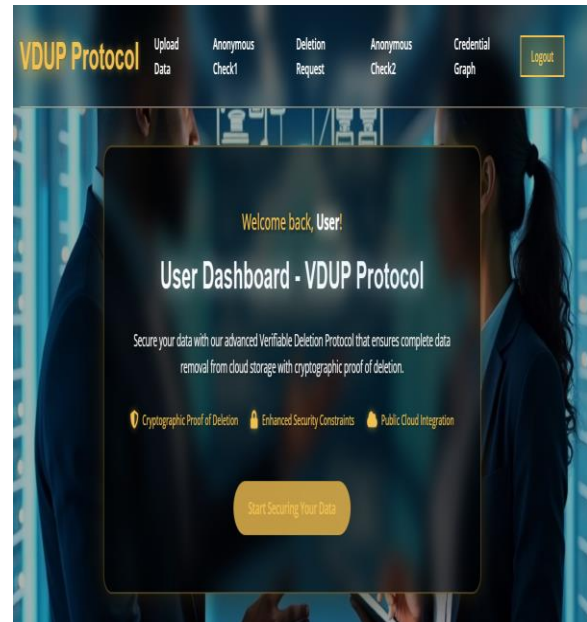 VDUP Protocol
Upload Data
Anonymous Check1
Deletion Request
Anonymous Check2
Credential Graph
Logout
Welcome back, User!
User Dashboard - VDUP Protocol
Secure your data with our advanced Verifiable Deletion Protocol that ensures complete data
removal from cloud storage with cryptographic proof of deletion.
Cryptographic Proof of Deletion
Enhanced Security Constraints
Public Cloud Integration
Start Securing Your Data